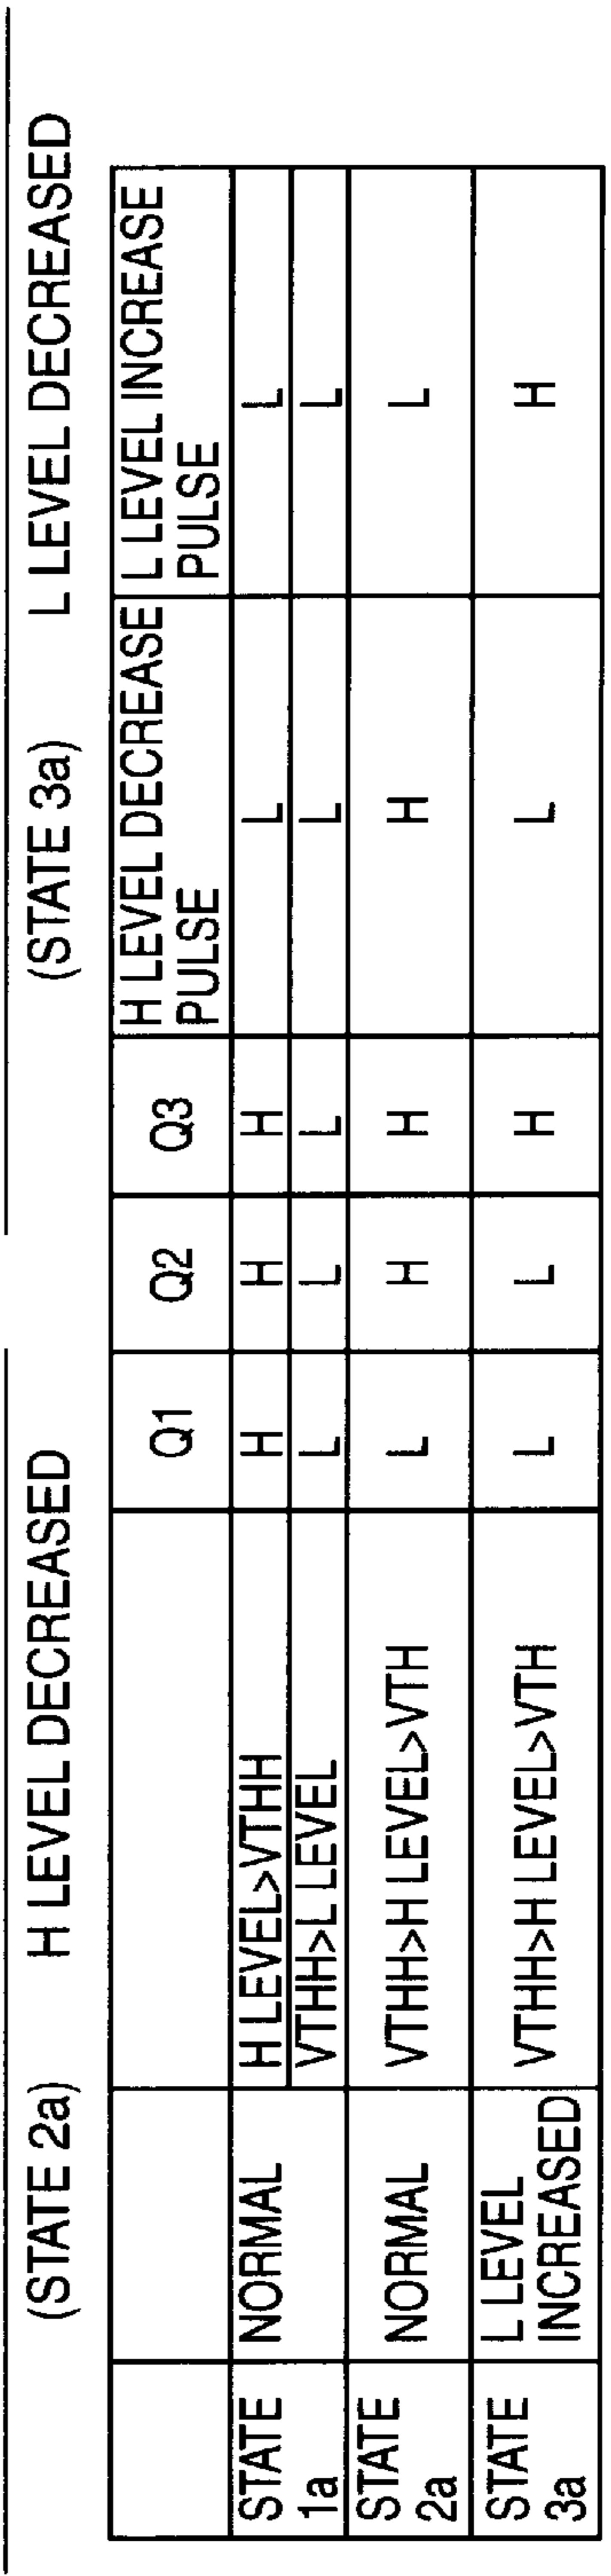 (STATE 2a) H LEVEL DECREASED (STATE 3a) L LEVEL DECREASED
Q1 Q2 Q3 H LEVEL DECREASE PULSE L LEVEL INCREASE PULSE
STATE 1a NORMAL H LEVEL>VTHH H H H L L
VTHH>L LEVEL L L L L L
STATE 2a NORMAL VTHH>H LEVEL>VTH L H H H L
STATE 3a L LEVEL INCREASED VTHH>H LEVEL>VTH L L H L H